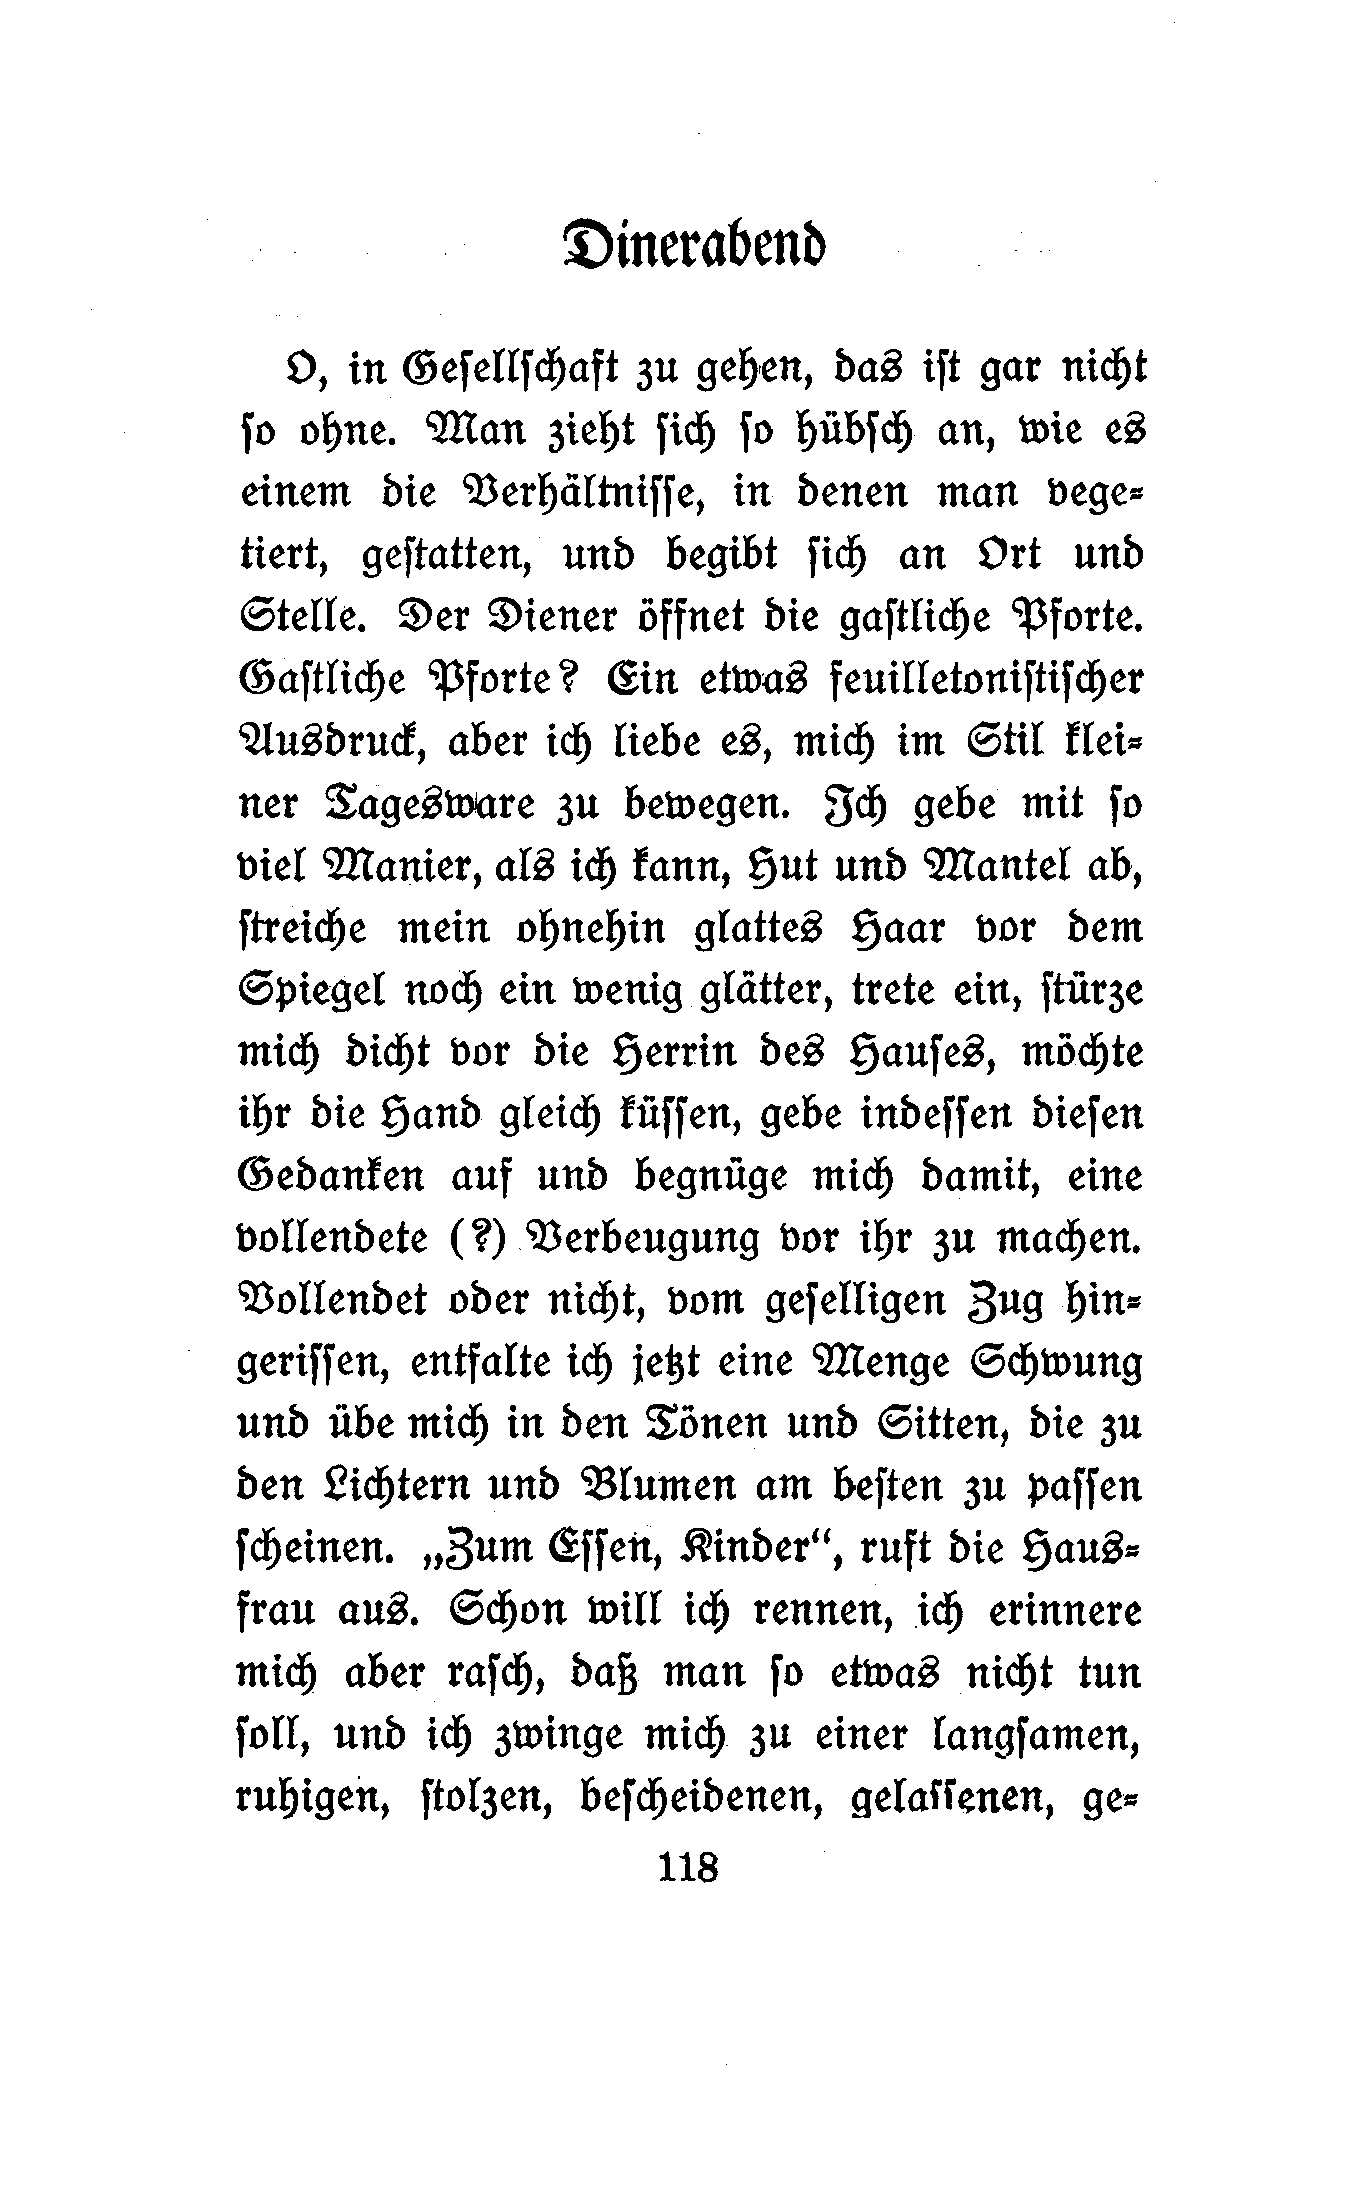 Dinerabend
O, in Gesellschaft zu gehen, das ist gar nicht
so ohne. Man zieht sich so hübsch an, wie es
einem die Verhältnisse, in denen man vege-
tiert, gestatten, und begibt sich an Ort und
Stelle. Der Diener öffnet die gastliche Pforte.
Gastliche Pforte? Ein etwas feuilletonistischer
Ausdruck, aber ich liebe es, mich im Stil klei-
ner Tagesware zu bewegen. Ich gebe mit so
viel Manier, als ich kann, Hut und Mantel ab,
streiche mein ohnehin glattes Haar vor dem
Spiegel noch ein wenig glätter, trete ein, stürze
mich dicht vor die Herrin des Hauses, möchte
ihr die Hand gleich küssen, gebe indessen diesen
Gedanken auf und begnüge mich damit, eine
vollendete (?) Verbeugung vor ihr zu machen.
Vollendet oder nicht, vom geselligen Zug hin-
gerissen, entfalte ich jetzt eine Menge Schwung
und übe mich in den Tönen und Sitten, die zu
den Lichtern und Blumen am besten zu passen
scheinen. „Zum Essen, Kinder“, ruft die Haus-
frau aus. Schon will ich rennen, ich erinnere
mich aber rasch, daß man so etwas nicht tun
soll, und ich zwinge mich zu einer langsamen,
ruhigen, stolzen, bescheidenen, gelassenen, ge-
118